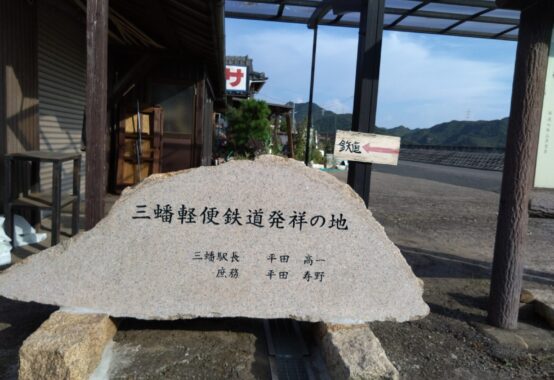 サ
鉄道
三蟠軽便鉄道発祥の地
三蟠駅長 平田 高一
庶務 平田 寿野